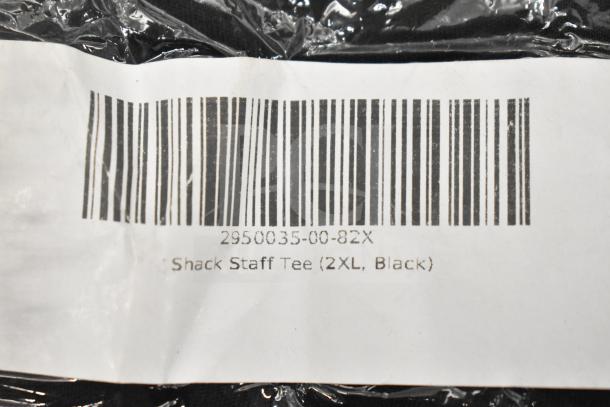 2950035-00-82X
Shack Staff Tee (2XL, Black)